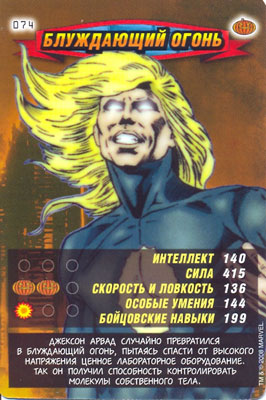 074
БЛУЖДАЮЩИЙ ОГОНЬ
ИНТЕЛЛЕКТ 140
СИЛА 415
СКОРОСТЬ И ЛОВКОСТЬ 136
ОСОБЫЕ УМЕНИЯ 144
БОЙЦОВСКИЕ НАВЫКИ 199
ДЖЕКСОН АРВАД СЛУЧАЙНО ПРЕВРАТИЛСЯ
В БЛУЖДАЮЩИЙ ОГОНЬ, ПЫТАЯСЬ СПАСТИ ОТ ВЫСОКОГО
НАПРЯЖЕНИЯ ЦЕННОЕ ЛАБОРАТОРНОЕ ОБОРУДОВАНИЕ.
ТАК ОН ПОЛУЧИЛ СПОСОБНОСТЬ КОНТРОЛИРОВАТЬ
МОЛЕКУЛЫ СОБСТВЕННОГО ТЕЛА.
TM & © 2008 MARVEL